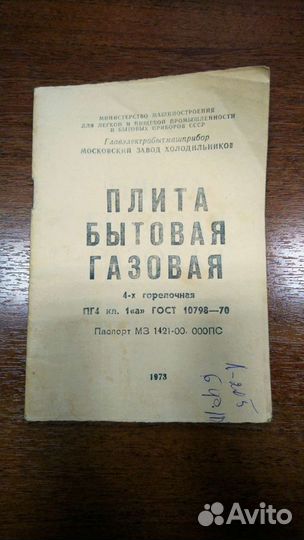 МИНИСТЕРСТВО МАШИНОСТРОЕНИЯ
ДЛЯ ЛЕГКОЙ И ПИЩЕВОЙ ПРОМЫШЛЕННОСТИ
И БЫТОВЫХ ПРИБОРОВ СССР
Главэлектробытмашприбор
МОСКОВСКИЙ ЗАВОД ХОЛОДИЛЬНИКОВ
ПЛИТА
БЫТОВАЯ
ГАЗОВАЯ
4-х горелочная
ПГ4 кл. 1«а» ГОСТ 10798—70
Паспорт МЗ 1421-00. 000ПС
1973
Avito